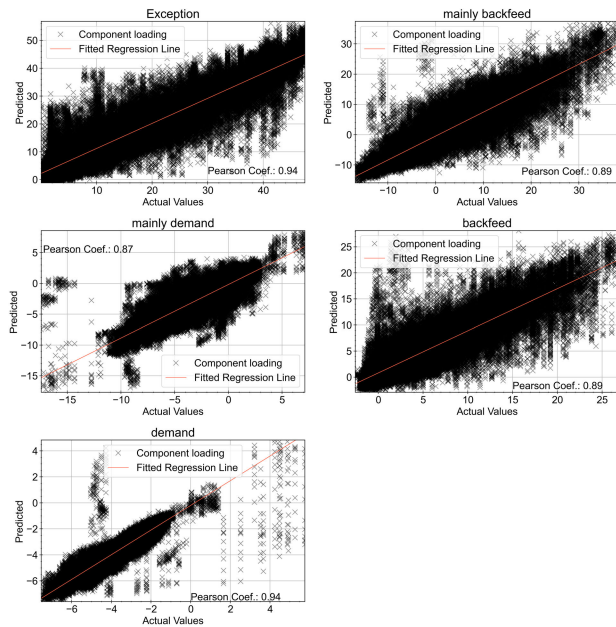 Exception
Component loading
Fitted Regression Line
Pearson Coef.: 0.94
50
40
30
20
10
0
10 20 30 40
Predicted
Actual Values
mainly backfeed
Component loading
Fitted Regression Line
Pearson Coef.: 0.89
30
20
10
0
−10
−10 0 10 20 30
Predicted
Actual Values
mainly demand
Pearson Coef.: 0.87
Component loading
Fitted Regression Line
5
0
−5
−10
−15
−15 −10 −5 0 5
Predicted
Actual Values
backfeed
Component loading
Fitted Regression Line
Pearson Coef.: 0.89
25
20
15
10
5
0
0 5 10 15 20 25
Predicted
Actual Values
demand
Component loading
Fitted Regression Line
Pearson Coef.: 0.94
4
2
0
−2
−4
−6
−6 −4 −2 0 2 4
Predicted
Actual Values